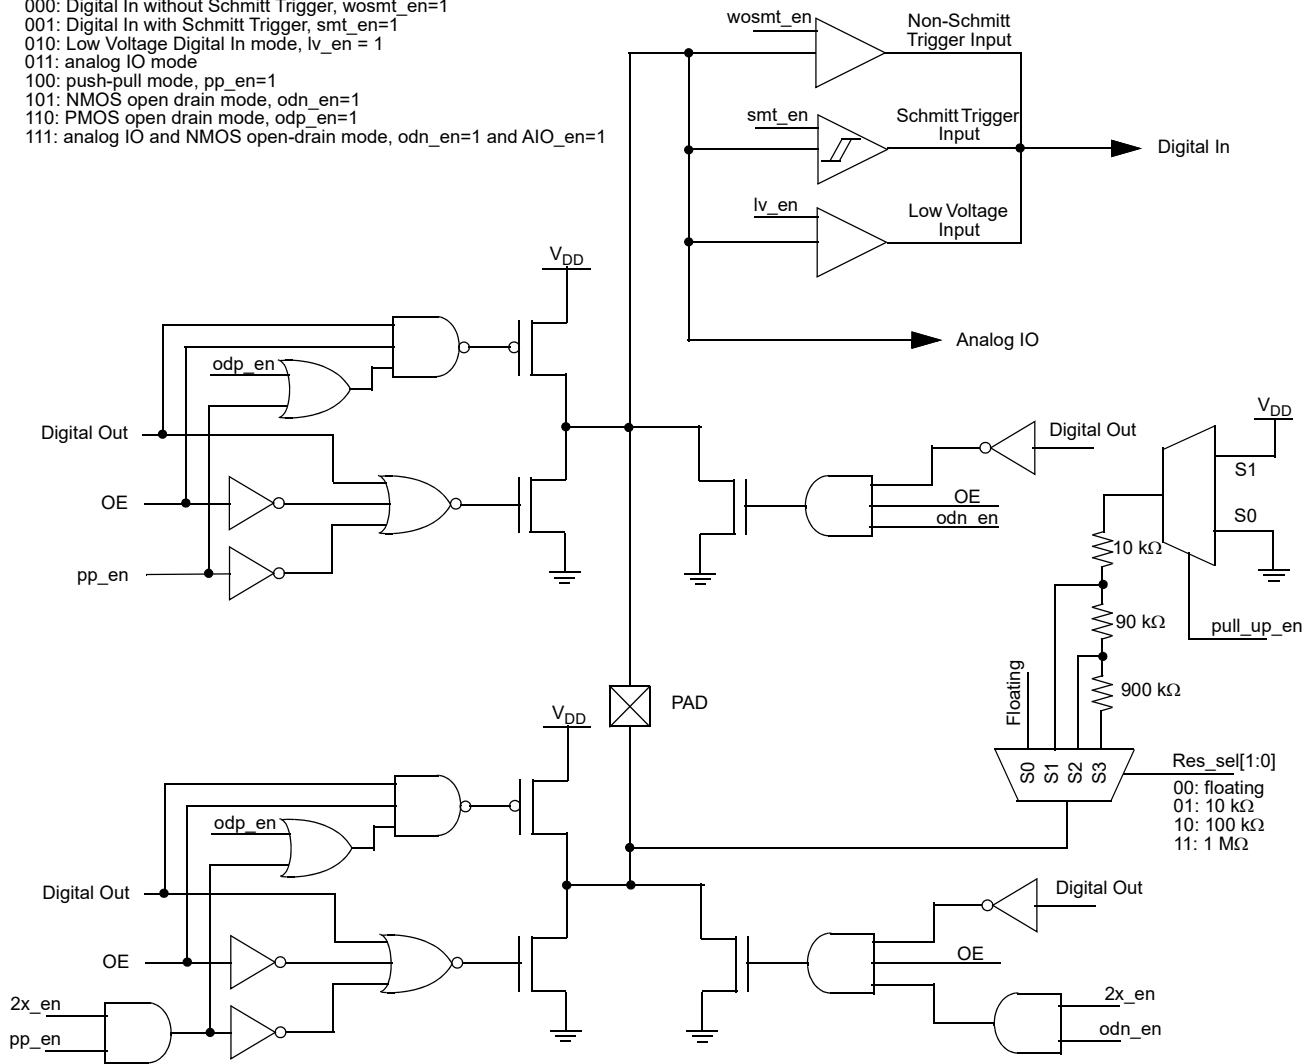 000: Digital In without Schmitt Trigger, wosmt_en=1
001: Digital In with Schmitt Trigger, smt_en=1
010: Low Voltage Digital In mode, lv_en = 1
011: analog IO mode
100: push-pull mode, pp_en=1
101: NMOS open drain mode, odn_en=1
110: PMOS open drain mode, odp_en=1
111: analog IO and NMOS open-drain mode, odn_en=1 and AIO_en=1
wosmt_en
Non-Schmitt
Trigger Input
smt_en
Schmitt Trigger
Input
Digital In
lv_en
Low Voltage
Input
Analog IO
VDD
odp_en
Digital Out
OE
pp_en
Digital Out
OE
odn_en
VDD
S1
S0
10 kΩ
90 kΩ
pull_up_en
900 kΩ
Floating
S0
S1
S2
S3
Res_sel[1:0]
00: floating
01: 10 kΩ
10: 100 kΩ
11: 1 MΩ
PAD
VDD
odp_en
Digital Out
OE
2x_en
pp_en
Digital Out
OE
2x_en
odn_en